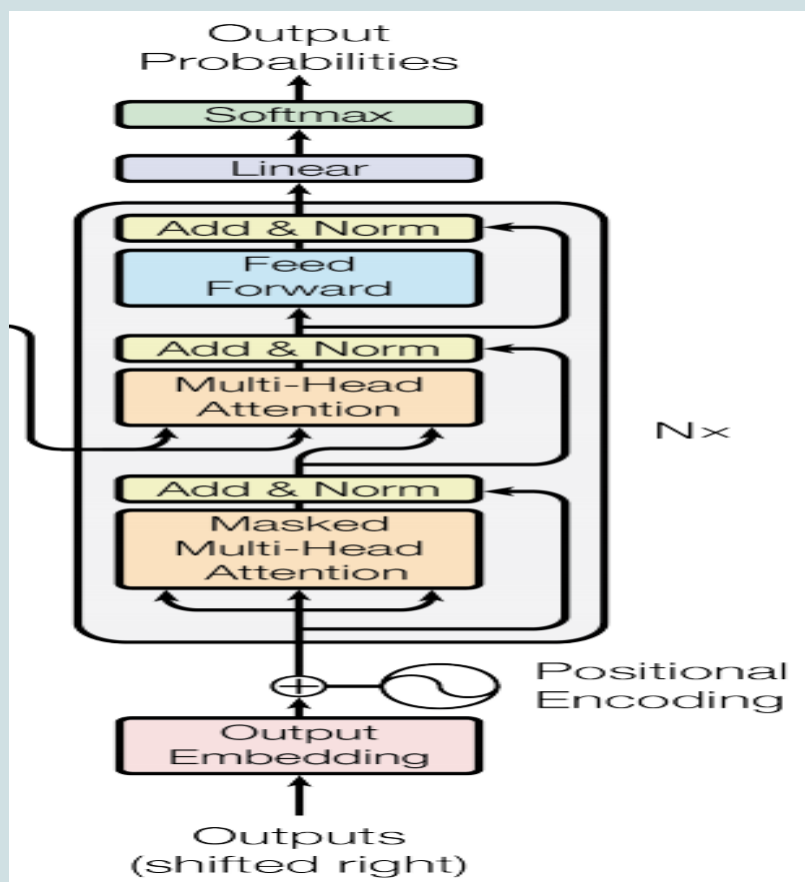 Output
Probabilities
Softmax
Linear
Add & Norm
Feed
Forward
Add & Norm
Multi-Head
Attention
N×
Add & Norm
Masked
Multi-Head
Attention
Positional
Encoding
Output
Embedding
Outputs
(shifted right)